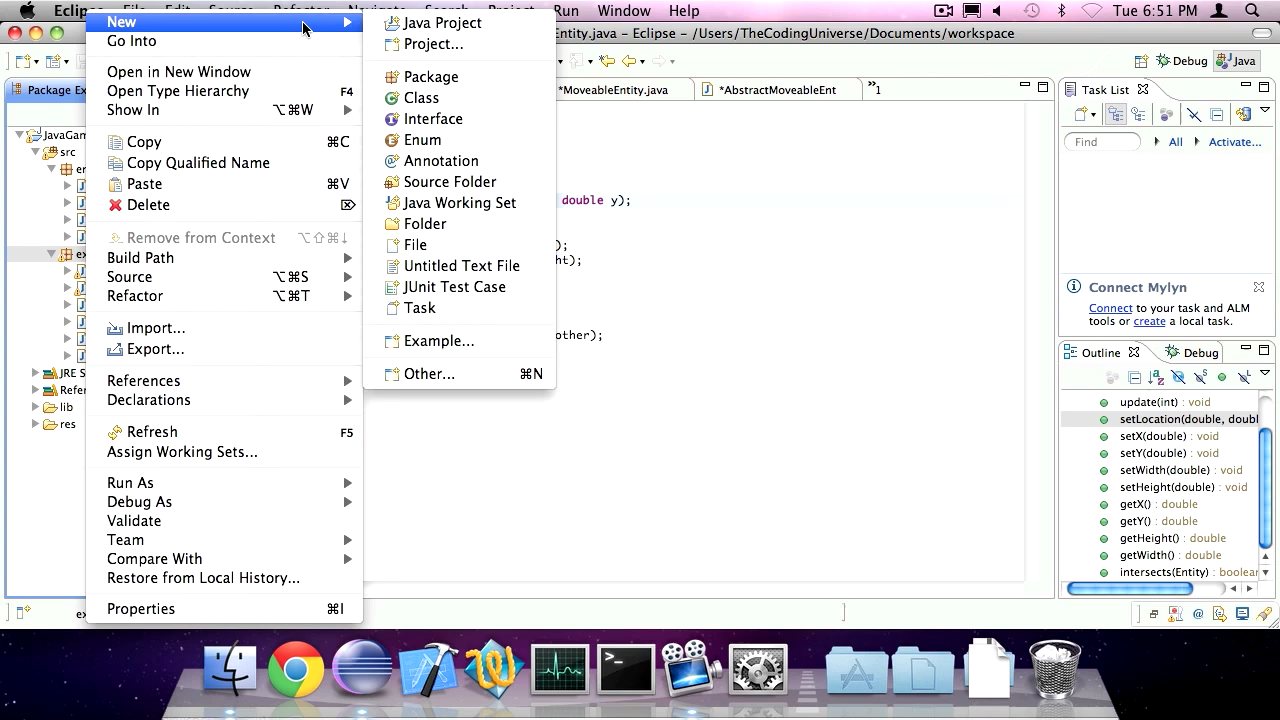 Eclipse File Edit Source Refactor Navigate Search Project Run Window Help Tue 6:51 PM
Entity.java – Eclipse – /Users/TheCodingUniverse/Documents/workspace
Debug Java
Package Ex
*MoveableEntity.java
*AbstractMoveableEnt
»1
JavaGam
src
er
ex
JRE S
Refer
lib
res
New
Go Into
Open in New Window
Open Type Hierarchy F4
Show In ⌥⌘W
Copy ⌘C
Copy Qualified Name
Paste ⌘V
Delete ⌦
Remove from Context ⌥⇧⌘↓
Build Path
Source ⌥⌘S
Refactor ⌥⌘T
Import...
Export...
References
Declarations
Refresh F5
Assign Working Sets...
Run As
Debug As
Validate
Team
Compare With
Restore from Local History...
Properties ⌘I
Java Project
Project...
Package
Class
Interface
Enum
Annotation
Source Folder
Java Working Set
Folder
File
Untitled Text File
JUnit Test Case
Task
Example...
Other... ⌘N
double y);
);
ht);
other);
Task List
Find All Activate...
Connect Mylyn
Connect to your task and ALM
tools or create a local task.
Outline Debug
update(int) : void
setLocation(double, doubl
setX(double) : void
setY(double) : void
setWidth(double) : void
setHeight(double) : void
getX() : double
getY() : double
getHeight() : double
getWidth() : double
intersects(Entity) : boolean
ex